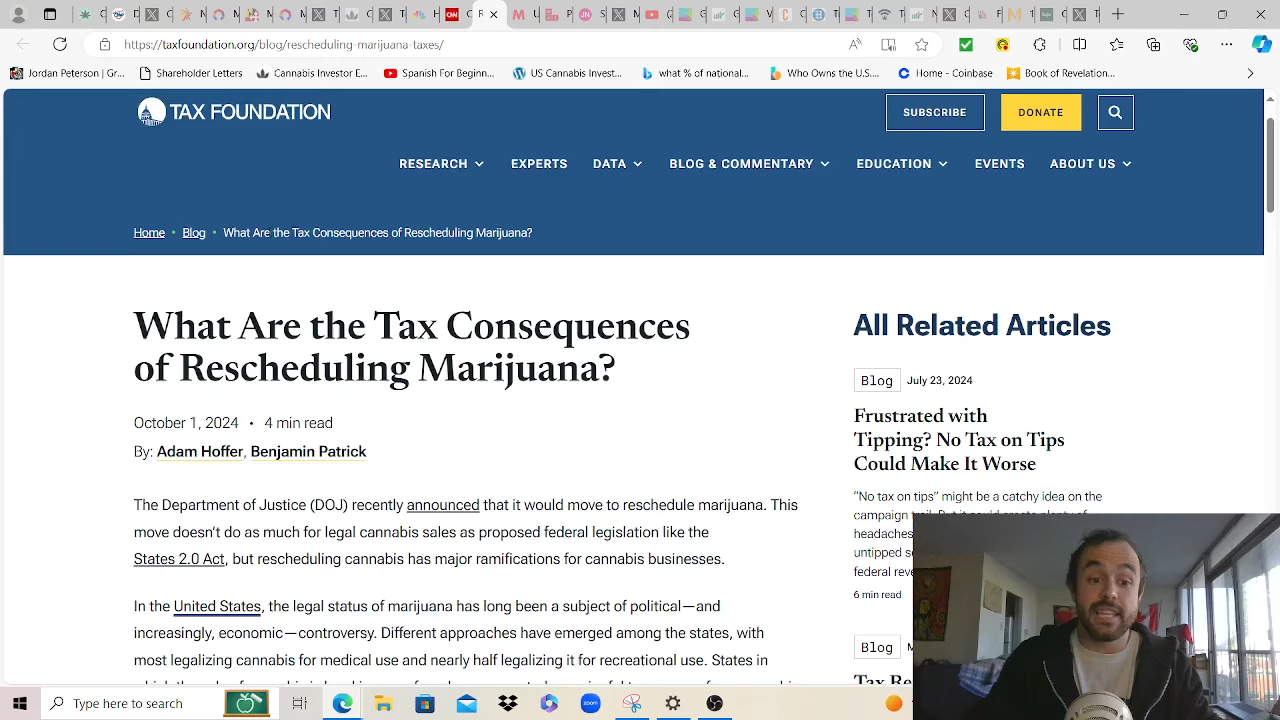 https://taxfoundation.org/blog/rescheduling-marijuana-taxes/
Jordan Peterson | Gr...
Shareholder Letters
Cannabis Investor E...
Spanish For Beginn...
US Cannabis Invest...
what % of national...
Who Owns the U.S....
Home - Coinbase
Book of Revelation...
TAX FOUNDATION
SUBSCRIBE
DONATE
RESEARCH
EXPERTS
DATA
BLOG & COMMENTARY
EDUCATION
EVENTS
ABOUT US
Home • Blog • What Are the Tax Consequences of Rescheduling Marijuana?
What Are the Tax Consequences
of Rescheduling Marijuana?
October 1, 2024 • 4 min read
By: Adam Hoffer, Benjamin Patrick
The Department of Justice (DOJ) recently announced that it would move to reschedule marijuana. This
move doesn't do as much for legal cannabis sales as proposed federal legislation like the
States 2.0 Act, but rescheduling cannabis has major ramifications for cannabis businesses.
In the United States, the legal status of marijuana has long been a subject of political—and
increasingly, economic—controversy. Different approaches have emerged among the states, with
most legalizing cannabis for medical use and nearly half legalizing it for recreational use. States in
All Related Articles
Blog July 23, 2024
Frustrated with
Tipping? No Tax on Tips
Could Make It Worse
"No tax on tips" might be a catchy idea on the
campaign trail. But it could create plenty of
headaches
untipped
federal
6 min read
Blog
Tax
Type here to search
zoom